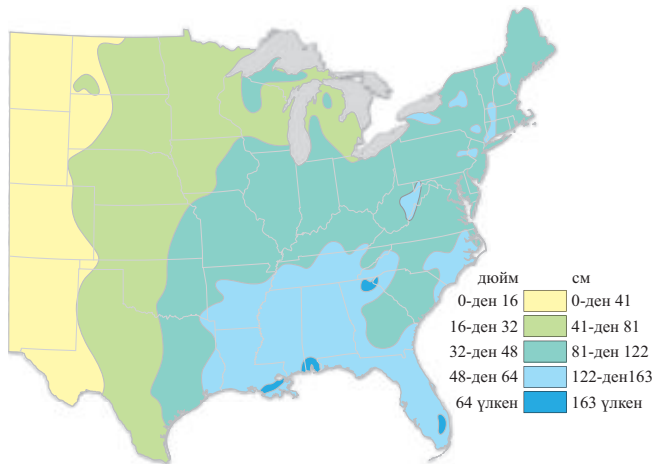 дюйм см
0-ден 16 0-ден 41
16-ден 32 41-ден 81
32-ден 48 81-ден 122
48-ден 64 122-ден163
64 үлкен 163 үлкен